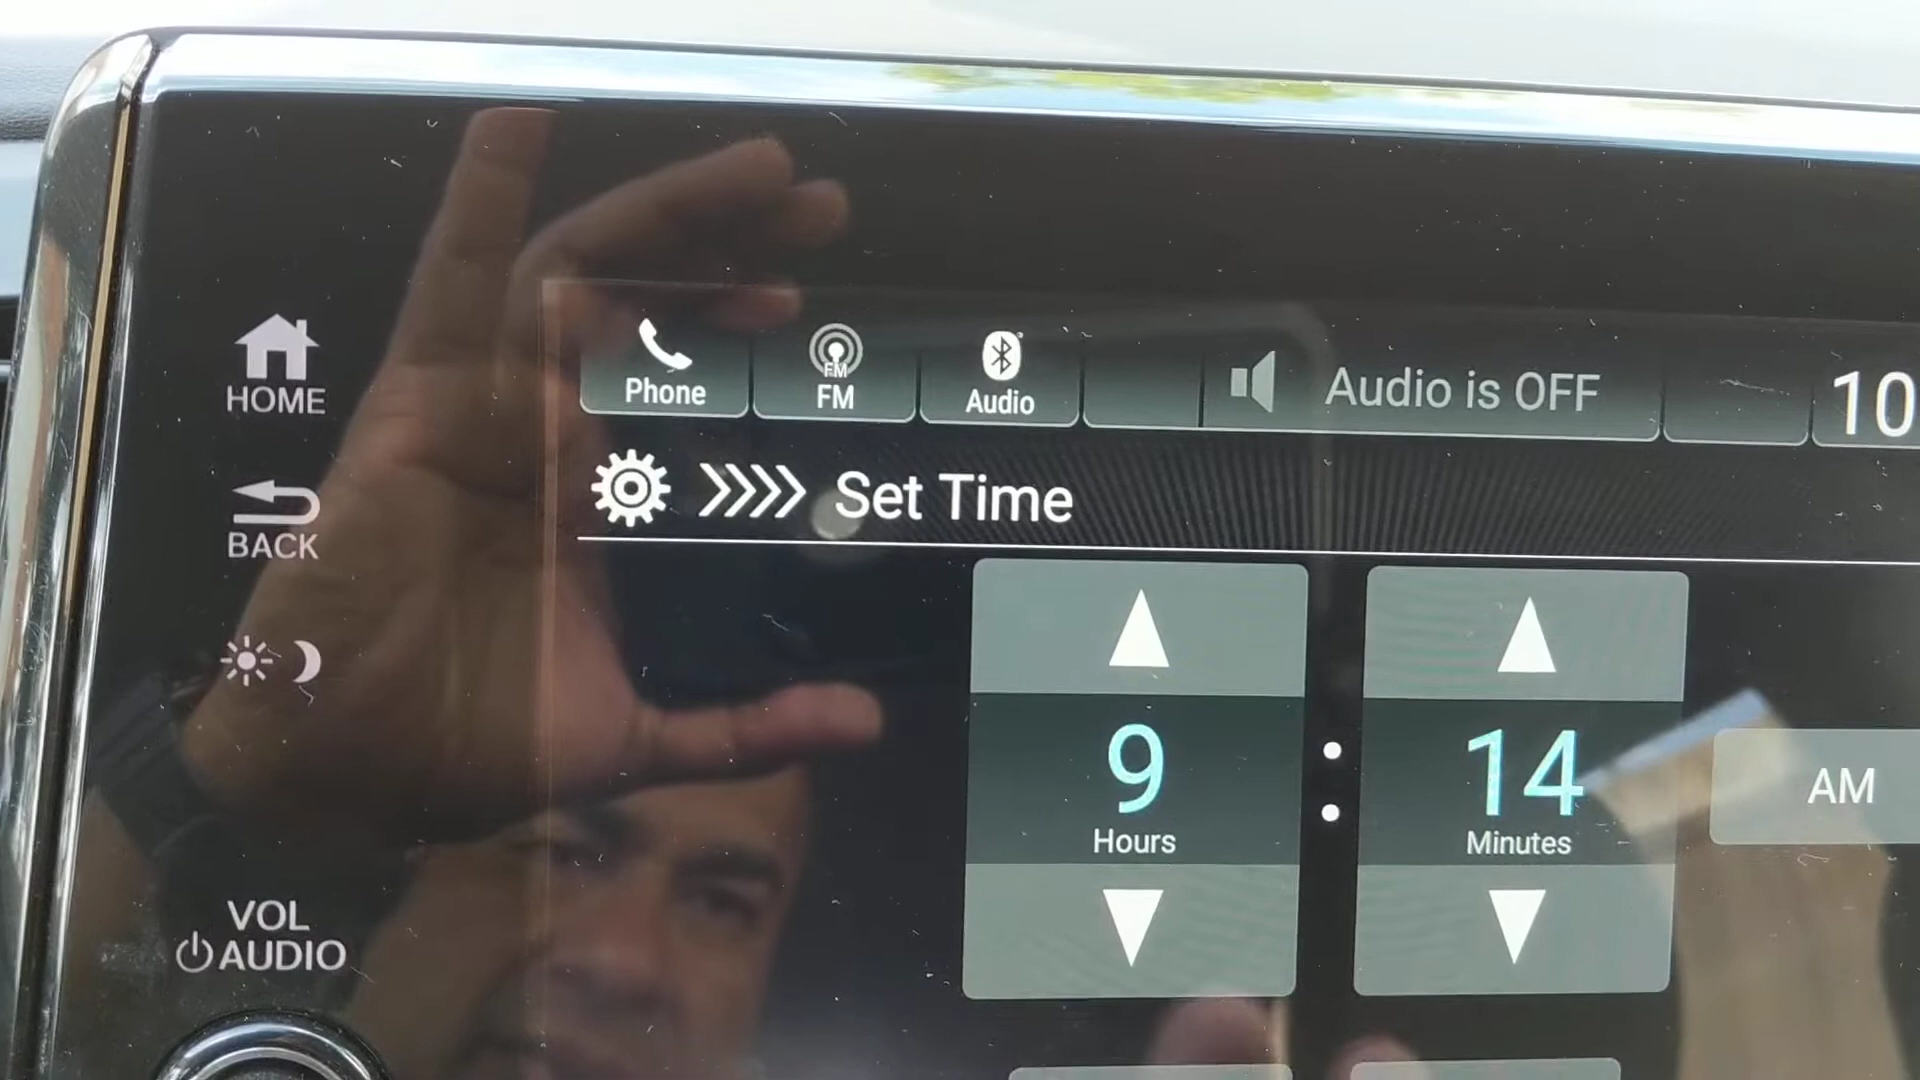 HOME
BACK
VOL
AUDIO
Phone
FM
FM
Audio
Audio is OFF
10
Set Time
9
Hours
:
14
Minutes
AM